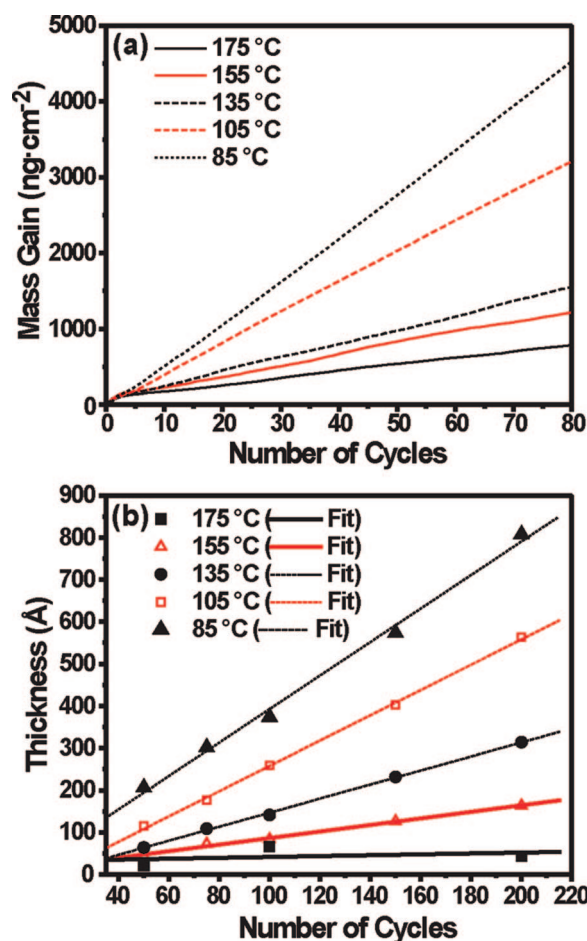 (a)
175 °C
155 °C
135 °C
105 °C
85 °C
5000
4000
3000
2000
1000
0
Mass Gain (ng·cm⁻²)
0 10 20 30 40 50 60 70 80
Number of Cycles
(b)
175 °C ( Fit)
155 °C ( Fit)
135 °C ( Fit)
105 °C ( Fit)
85 °C ( Fit)
900
800
700
600
500
400
300
200
100
0
Thickness (Å)
40 60 80 100 120 140 160 180 200 220
Number of Cycles